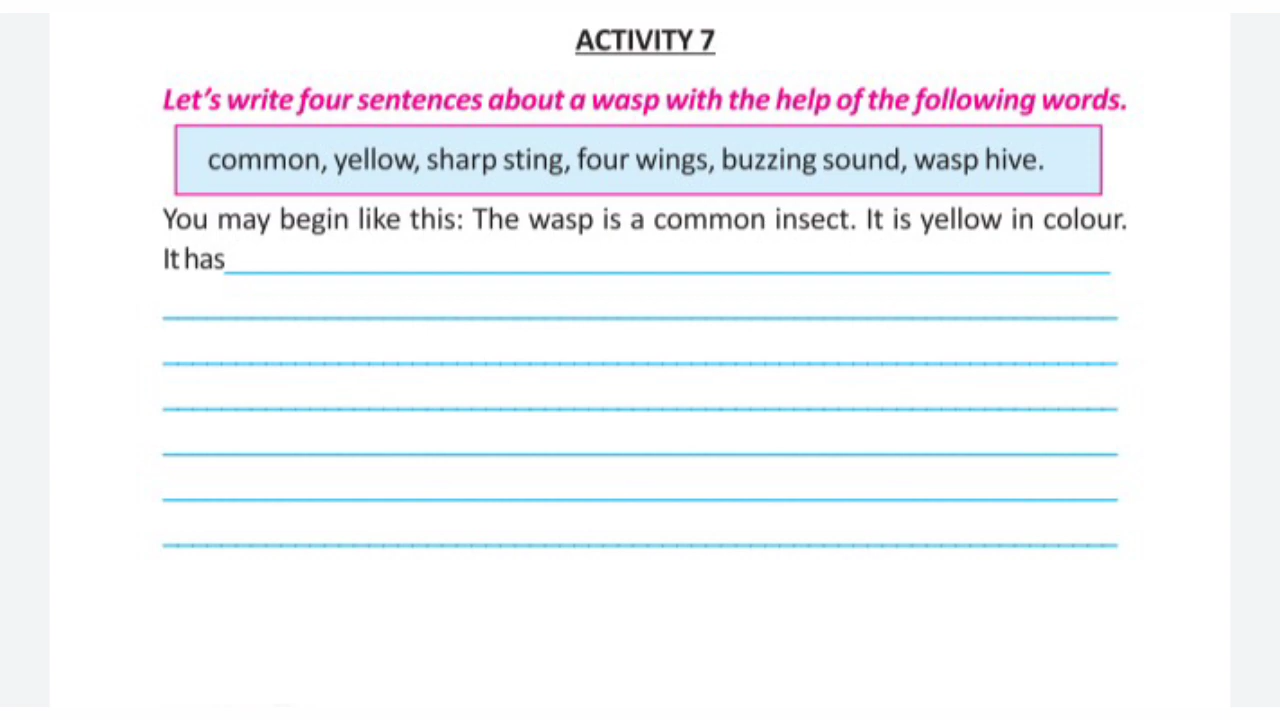 ACTIVITY 7
Let's write four sentences about a wasp with the help of the following words.
common, yellow, sharp sting, four wings, buzzing sound, wasp hive.
You may begin like this: The wasp is a common insect. It is yellow in colour.
It has